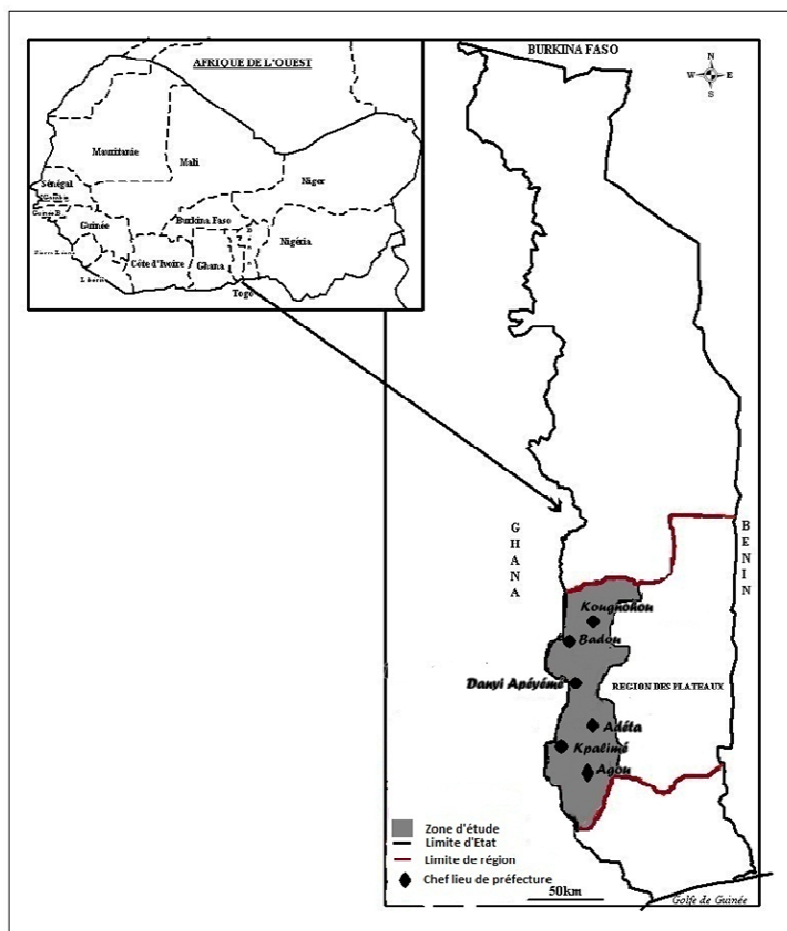 AFRIQUE DE L'OUEST
Mauritanie
Mali
Niger
Sénégal
Guinée
Burkina Faso
Nigéria
Côte d'Ivoire
Ghana
Togo
BURKINA FASO
N
W E
S
GHANA
BENIN
Kougnohou
Badou
Danyi Apéyémé
REGION DES PLATEAUX
Adéta
Kpalimé
Agou
Zone d'étude
Limite d'Etat
Limite de région
Chef lieu de préfecture
50km
Golfe de Guinée